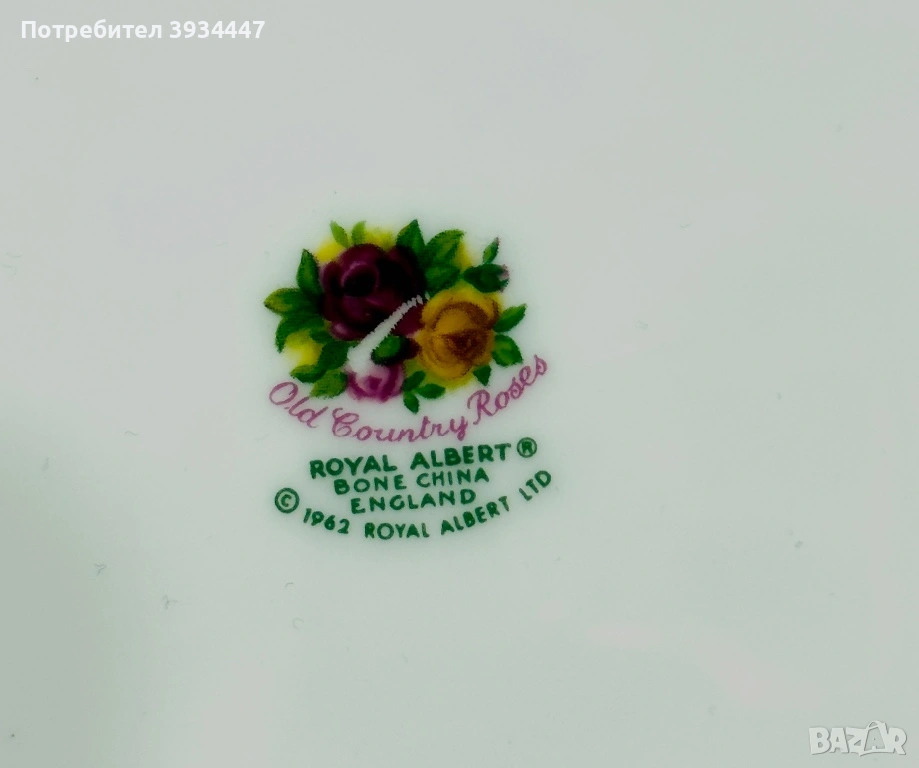 Потребител 3934447
Old Country Roses
ROYAL ALBERT®
BONE CHINA
ENGLAND
© 1962 ROYAL ALBERT LTD
BAZAR